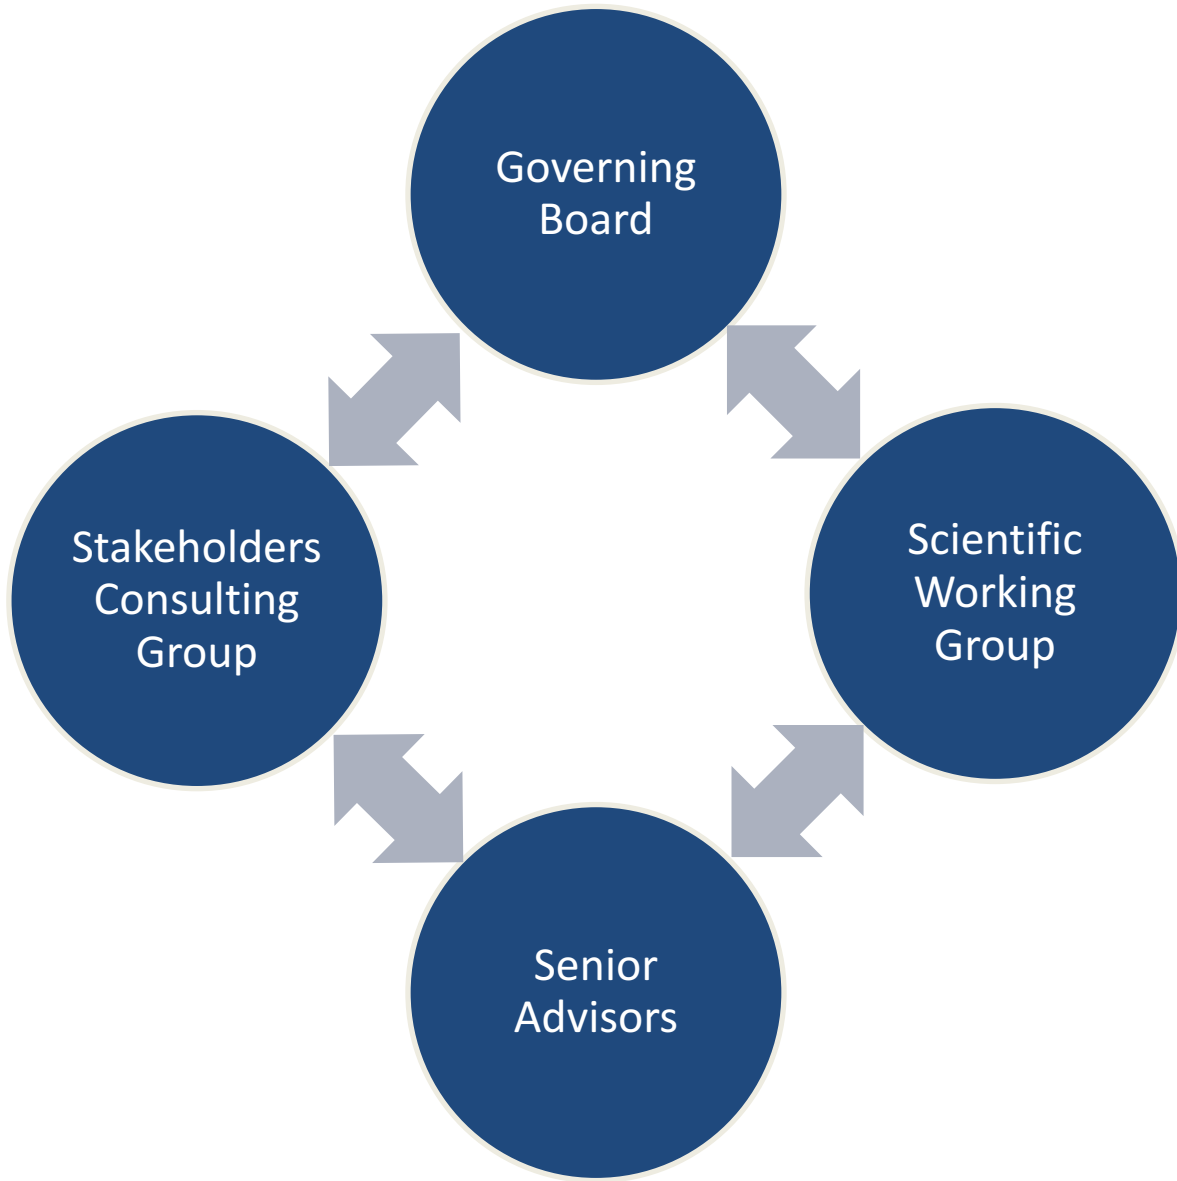 Governing
Board
Stakeholders
Consulting
Group
Scientific
Working
Group
Senior
Advisors